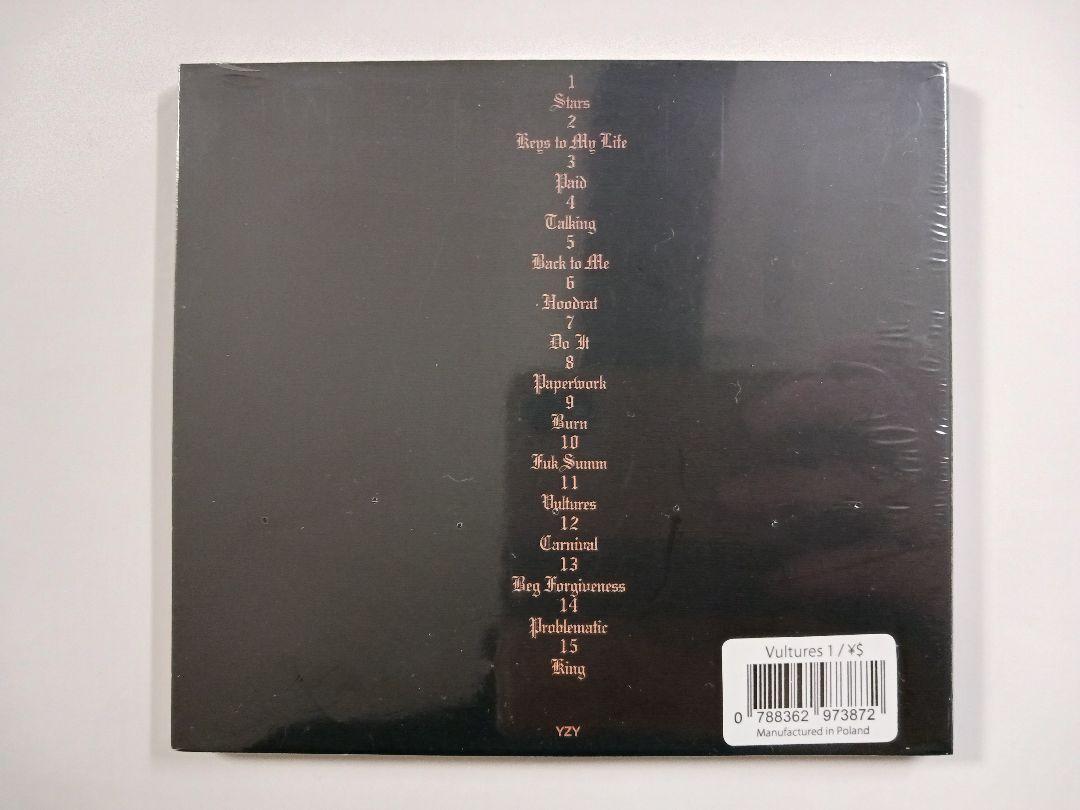 1
Stars
2
Keys to My Life
3
Paid
4
Talking
5
Back to Me
6
Hoodrat
7
Do It
8
Paperwork
9
Burn
10
Fuk Sumn
11
Vultures
12
Carnival
13
Beg Forgiveness
14
Problematic
15
King
YZY
Vultures 1 / ¥$
0 788362 973872
Manufactured in Poland